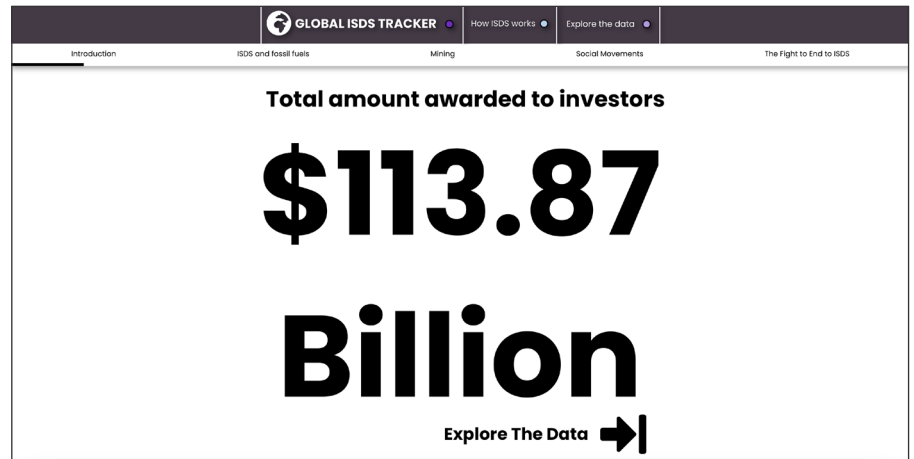 GLOBAL ISDS TRACKER How ISDS works Explore the data
Introduction ISDS and fossil fuels Mining Social Movements The Fight to End to ISDS
Total amount awarded to investors
$113.87
Billion
Explore The Data